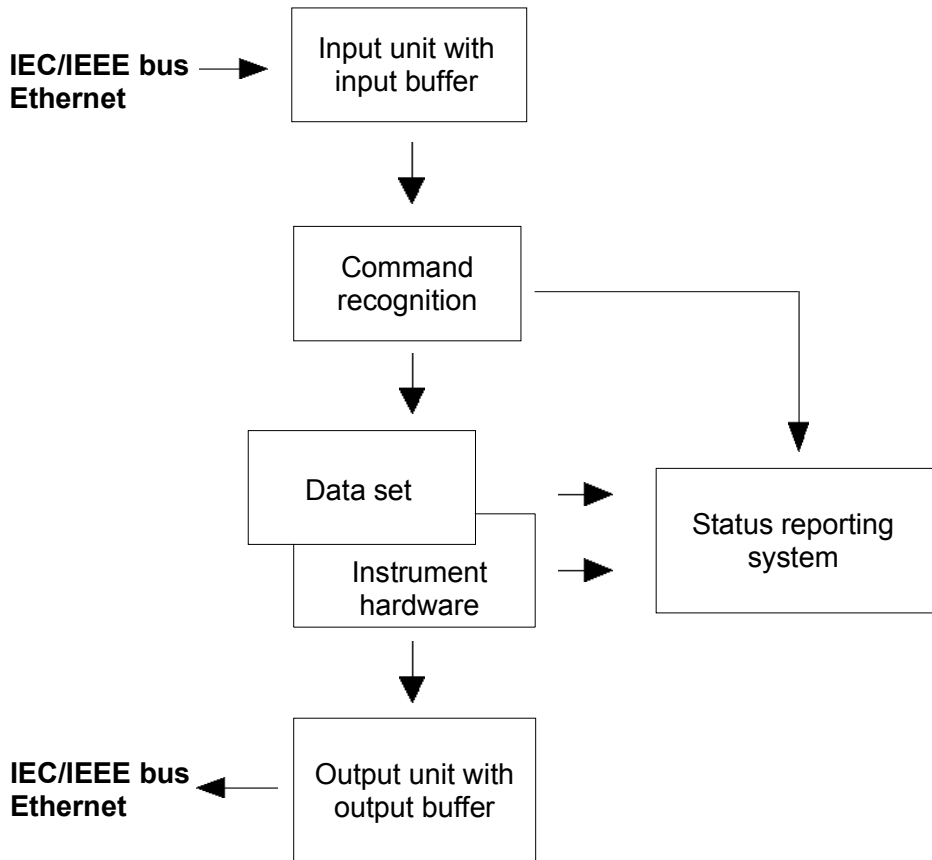 Input unit with
input buffer
IEC/IEEE bus
Ethernet
Command
recognition
Data set
Status reporting
system
Instrument
hardware
Output unit with
output buffer
IEC/IEEE bus
Ethernet